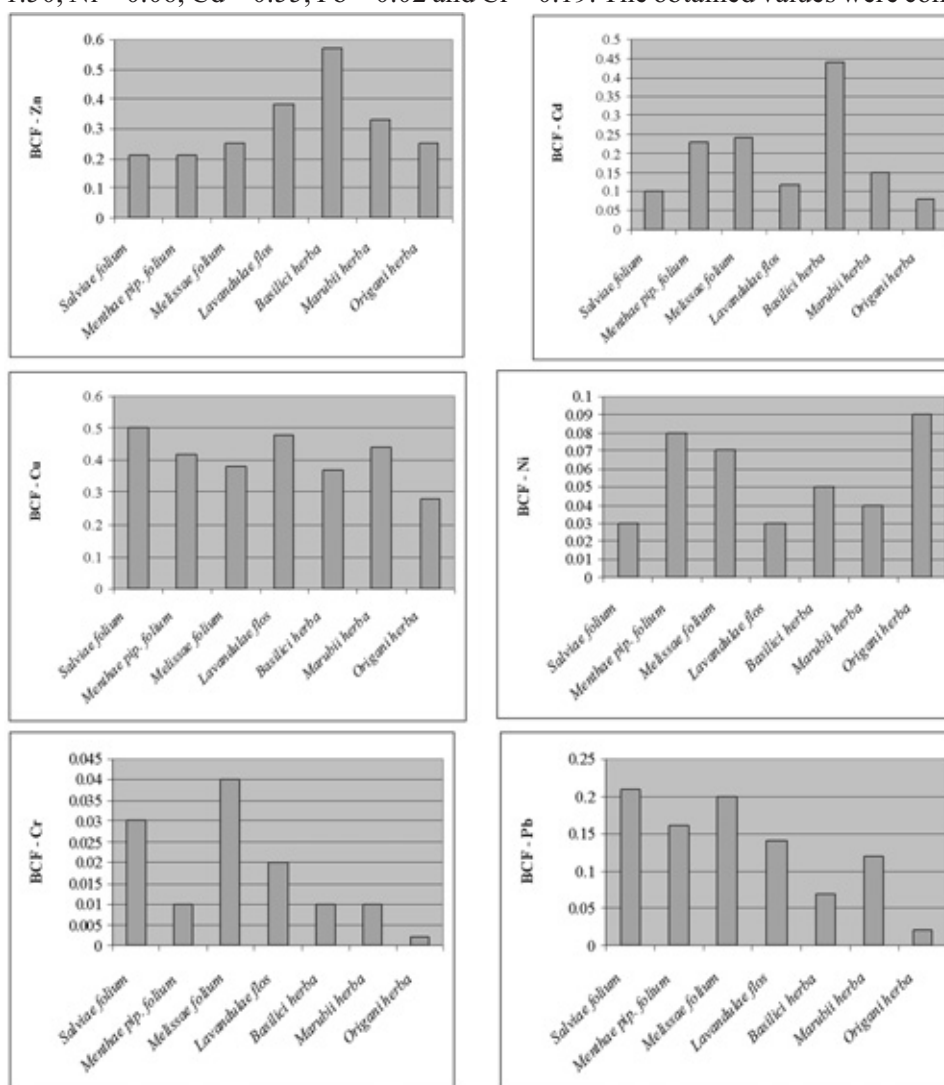 1.50, Ni – 0.06, Cd – 0.55, Pb – 0.02 and Cr – 0.19. The obtained values were com
BCF - Zn
0.6
0.5
0.4
0.3
0.2
0.1
0
Salviae folium
Menthae pip. folium
Melissae folium
Lavandulae flos
Basilici herba
Marubii herba
Origani herba
BCF - Cd
0.5
0.45
0.4
0.35
0.3
0.25
0.2
0.15
0.1
0.05
0
Salviae folium
Menthae pip. folium
Melissae folium
Lavandulae flos
Basilici herba
Marubii herba
Origani herba
BCF - Cu
0.6
0.5
0.4
0.3
0.2
0.1
0
Salviae folium
Menthae pip. folium
Melissae folium
Lavandulae flos
Basilici herba
Marubii herba
Origani herba
BCF - Ni
0.1
0.09
0.08
0.07
0.06
0.05
0.04
0.03
0.02
0.01
0
Salviae folium
Menthae pip. folium
Melissae folium
Lavandulae flos
Basilici herba
Marubii herba
Origani herba
BCF - Cr
0.045
0.04
0.035
0.03
0.025
0.02
0.015
0.01
0.005
0
Salviae folium
Menthae pip. folium
Melissae folium
Lavandulae flos
Basilici herba
Marubii herba
Origani herba
BCF - Pb
0.25
0.2
0.15
0.1
0.05
0
Salviae folium
Menthae pip. folium
Melissae folium
Lavandulae flos
Basilici herba
Marubii herba
Origani herba